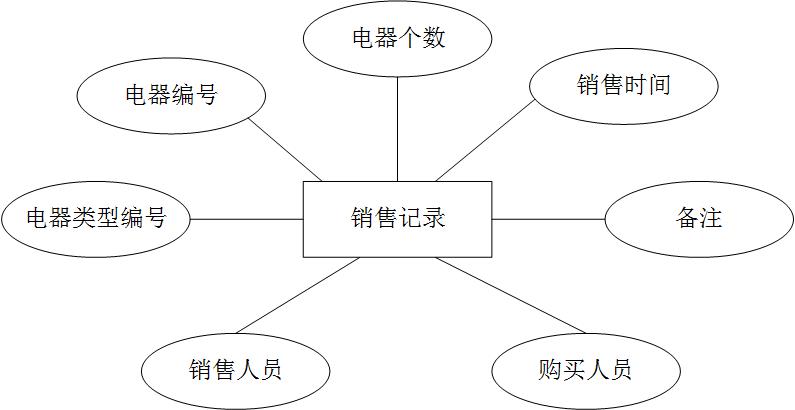 电器个数
销售时间
电器编号
电器类型编号
销售记录
备注
销售人员
购买人员